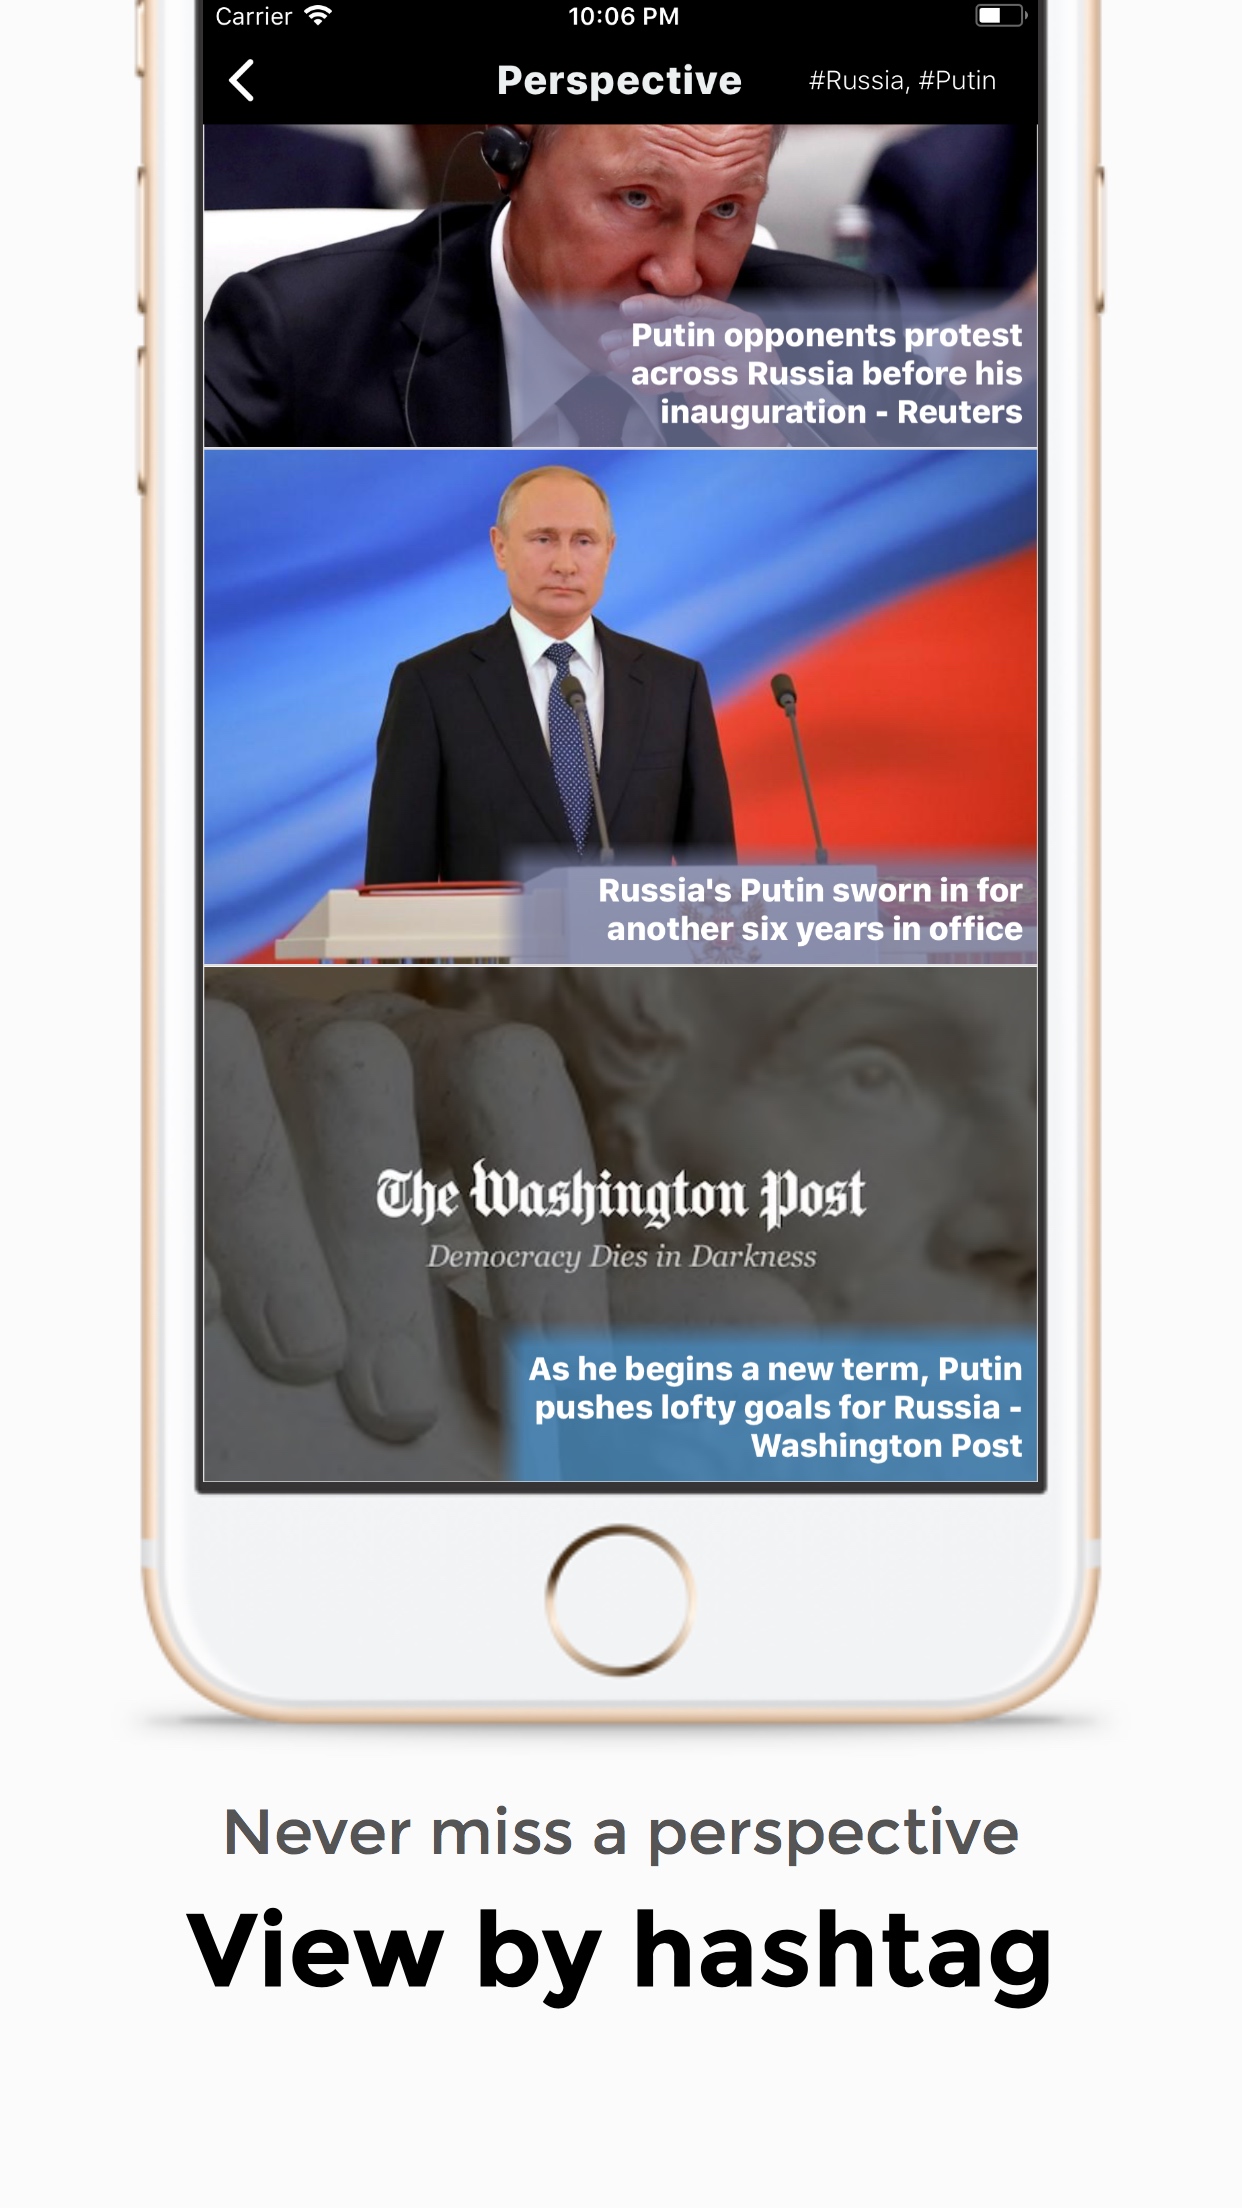 Carrier 10:06 PM
Perspective #Russia, #Putin
Putin opponents protest
across Russia before his
inauguration - Reuters
Russia's Putin sworn in for
another six years in office
The Washington Post
Democracy Dies in Darkness
As he begins a new term, Putin
pushes lofty goals for Russia -
Washington Post
Never miss a perspective
View by hashtag